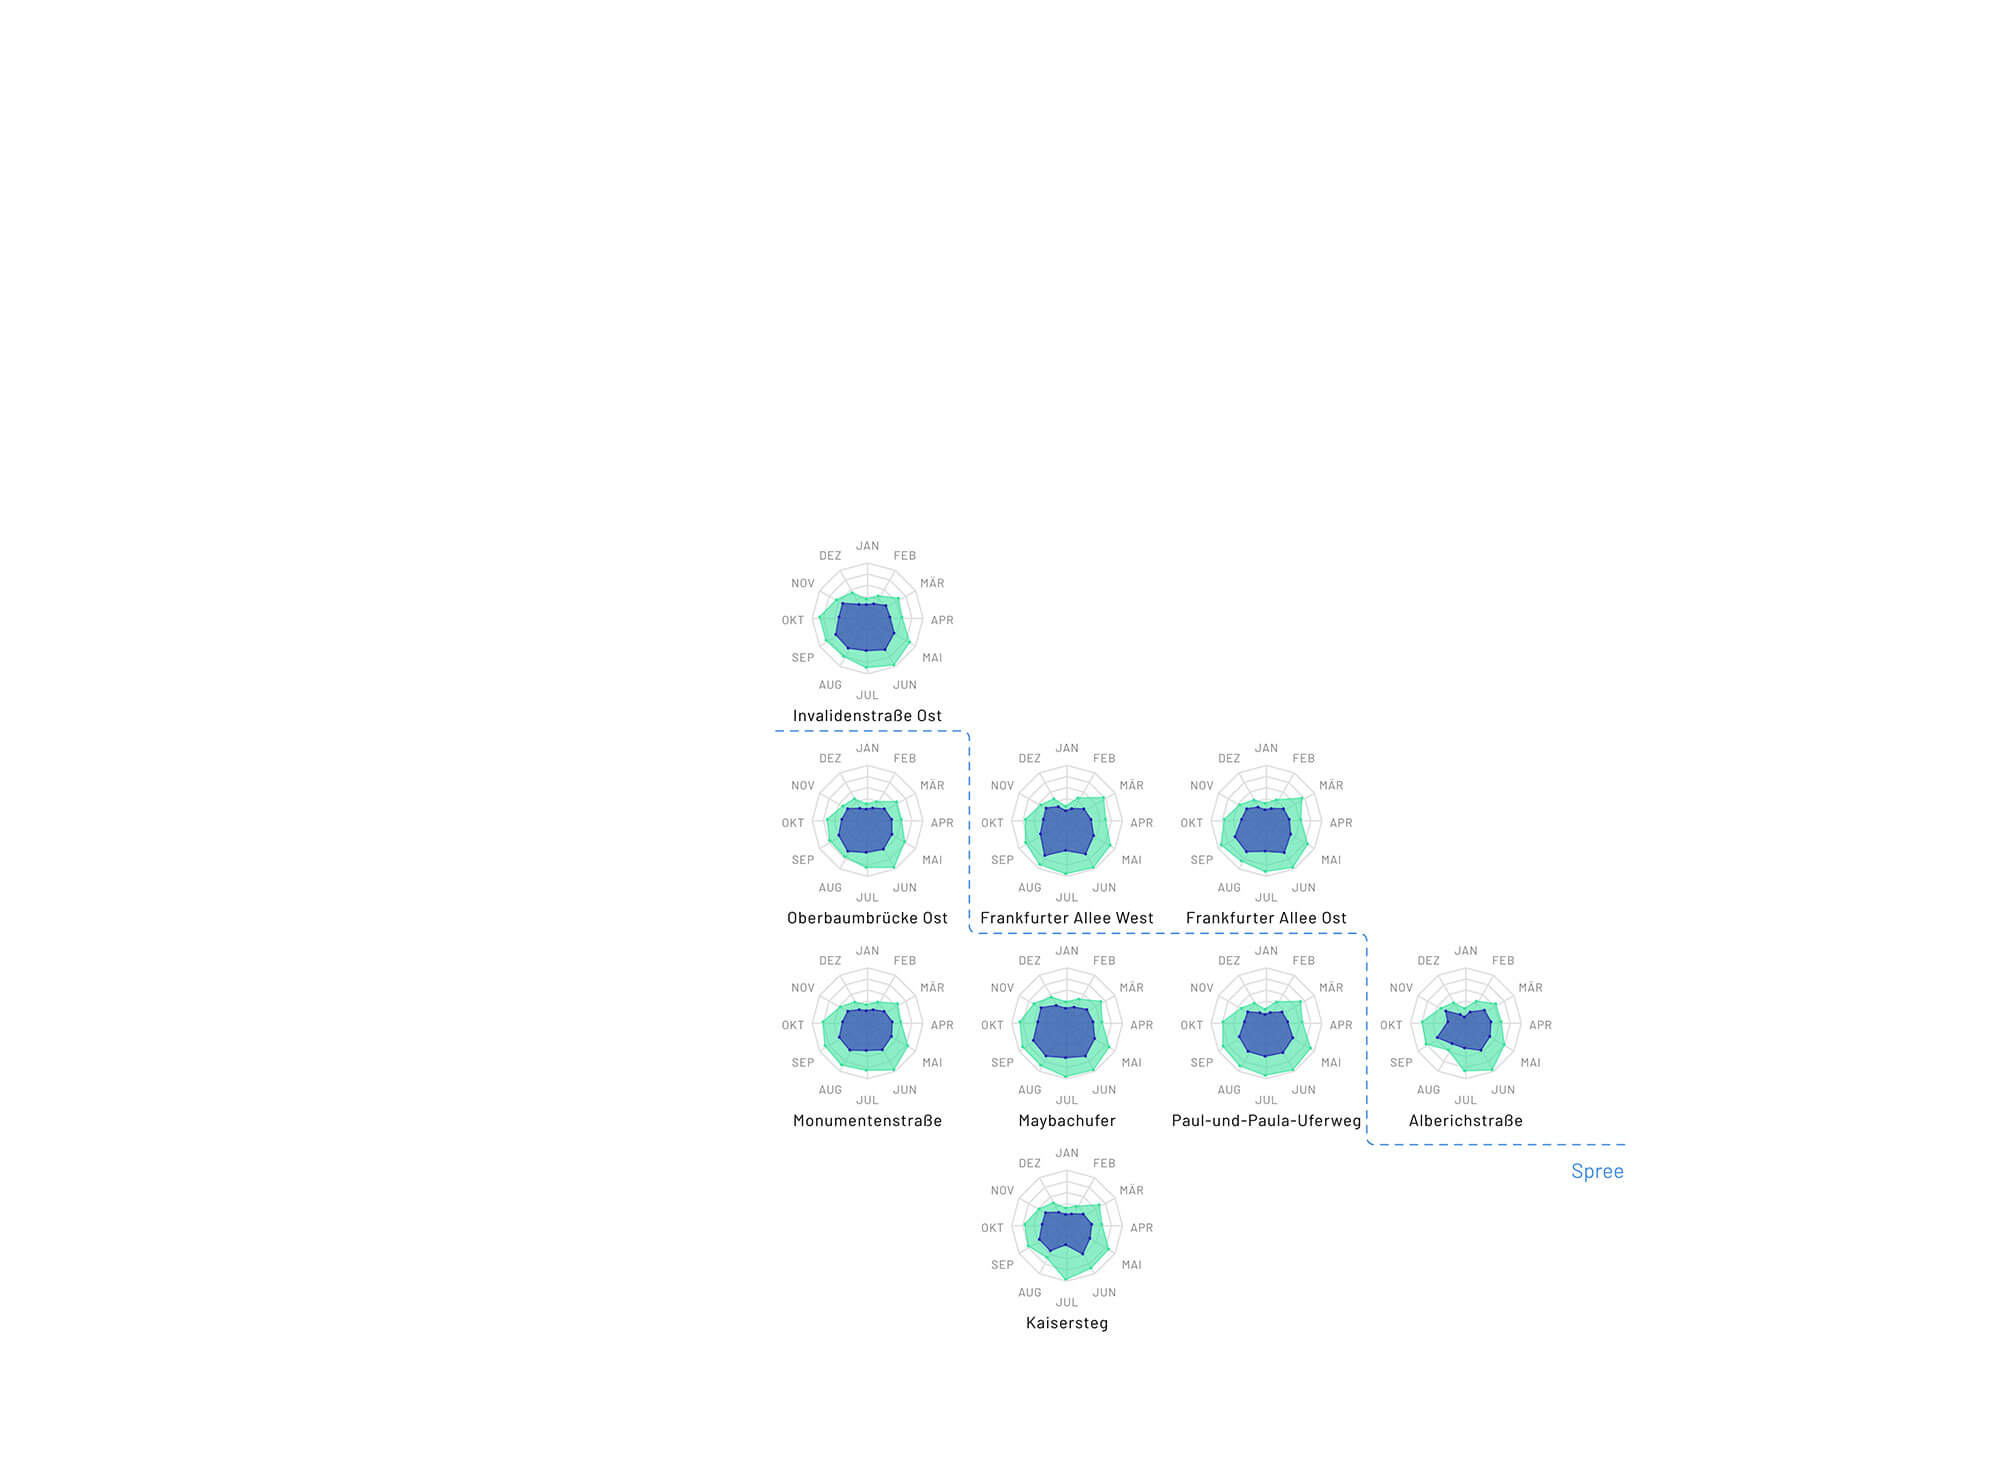 JAN
DEZ FEB
NOV MÄR
OKT APR
SEP MAI
AUG JUN
JUL
Invalidenstraße Ost
JAN JAN JAN
DEZ FEB DEZ FEB DEZ FEB
NOV MÄR NOV MÄR NOV MÄR
OKT APR OKT APR OKT APR
SEP MAI SEP MAI SEP MAI
AUG JUN AUG JUN AUG JUN
JUL JUL JUL
Oberbaumbrücke Ost Frankfurter Allee West Frankfurter Allee Ost
JAN JAN JAN JAN
DEZ FEB DEZ FEB DEZ FEB DEZ FEB
NOV MÄR NOV MÄR NOV MÄR NOV MÄR
OKT APR OKT APR OKT APR OKT APR
SEP MAI SEP MAI SEP MAI SEP MAI
AUG JUN AUG JUN AUG JUN AUG JUN
JUL JUL JUL JUL
Monumentenstraße Maybachufer Paul-und-Paula-Uferweg Alberichstraße
JAN
DEZ FEB
Spree
NOV MÄR
OKT APR
SEP MAI
AUG JUN
JUL
Kaisersteg